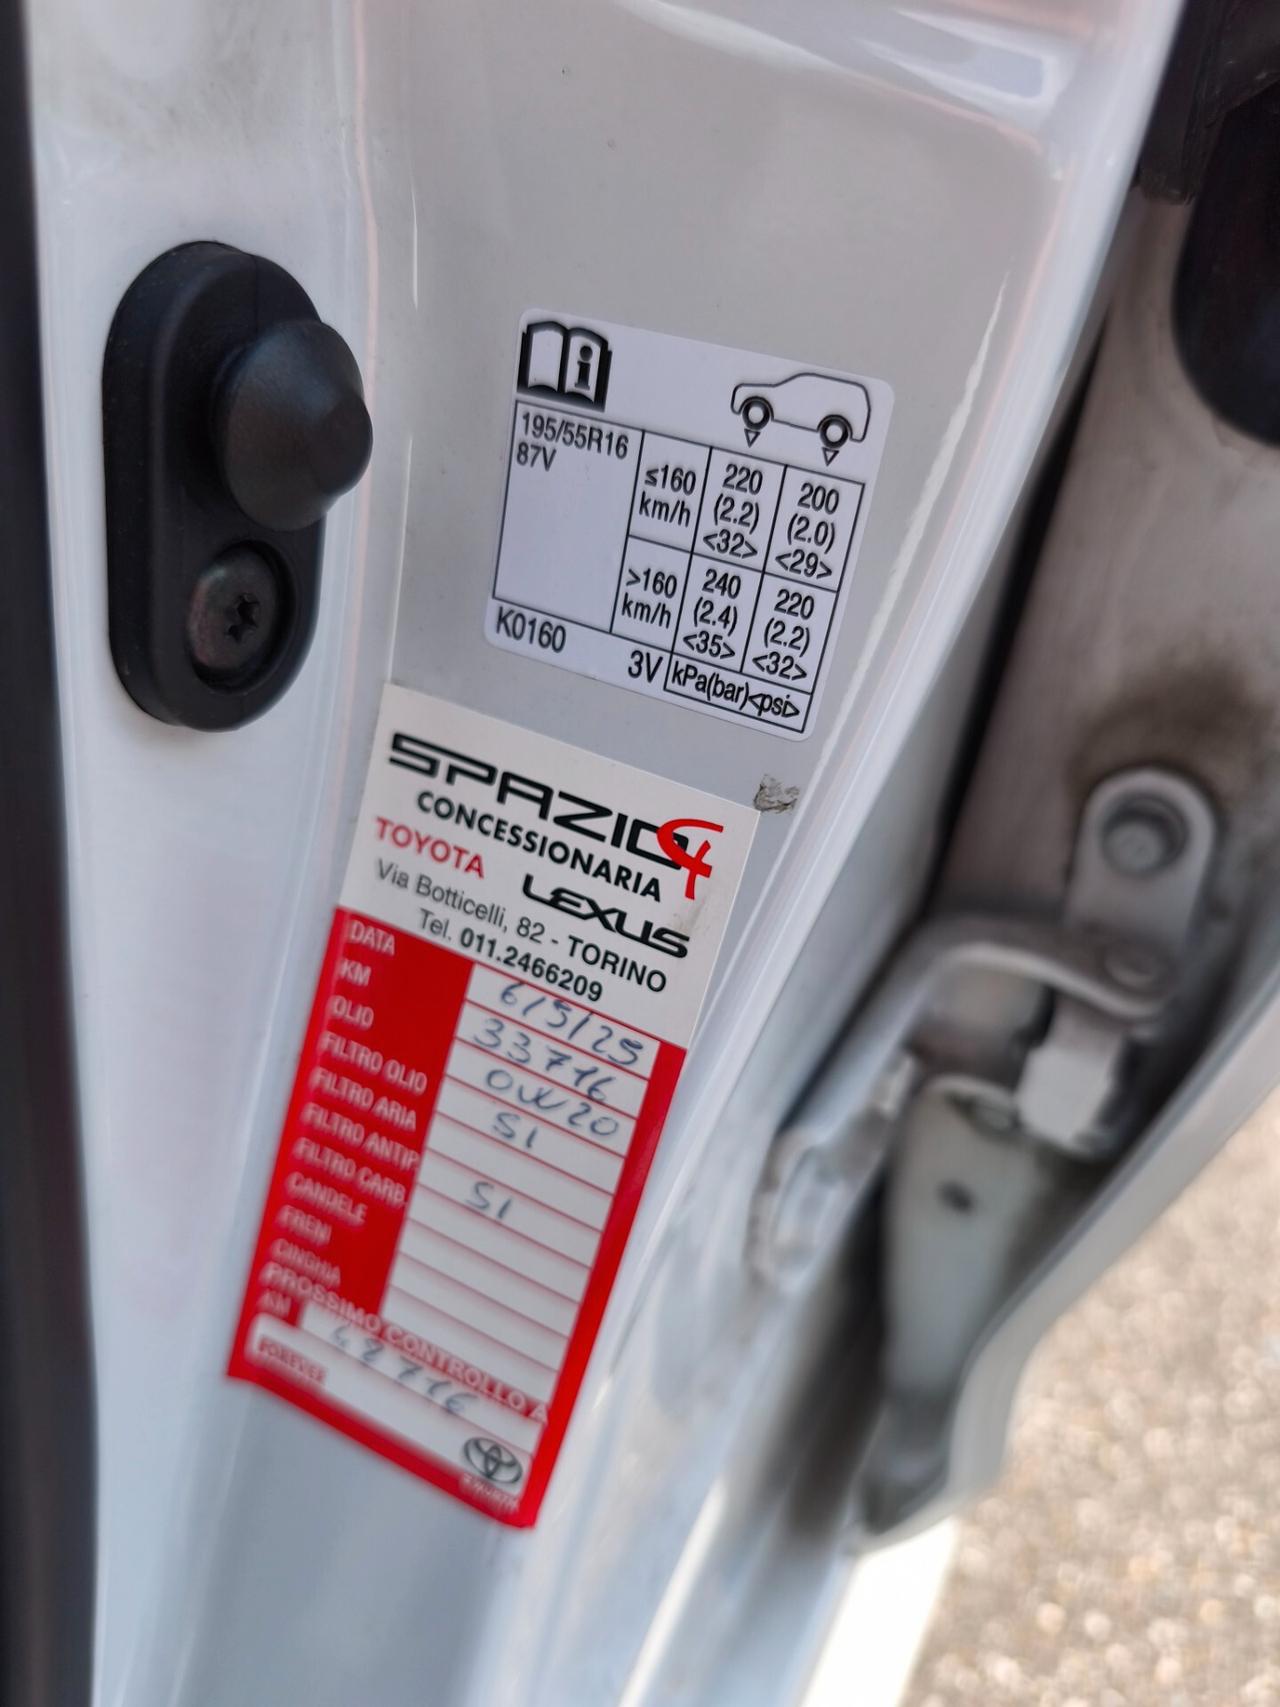 195/55R16
87V
≤160
km/h
220
(2.2)
<32>
200
(2.0)
<29>
>160
km/h
240
(2.4)
<35>
220
(2.2)
<32>
K0160
3V
kPa(bar)<psi>
SPAZIO4
CONCESSIONARIA
TOYOTA LEXUS
Via Botticelli, 82 - TORINO
Tel. 011.2466209
DATA 6/5/25
KM 33716
OLIO 0W20
FILTRO OLIO SI
FILTRO ARIA
FILTRO ANTIP. SI
FILTRO CARB.
CANDELE
FRENI
CINGHIA
PROSSIMO CONTROLLO A
KM 48716
FOREVER